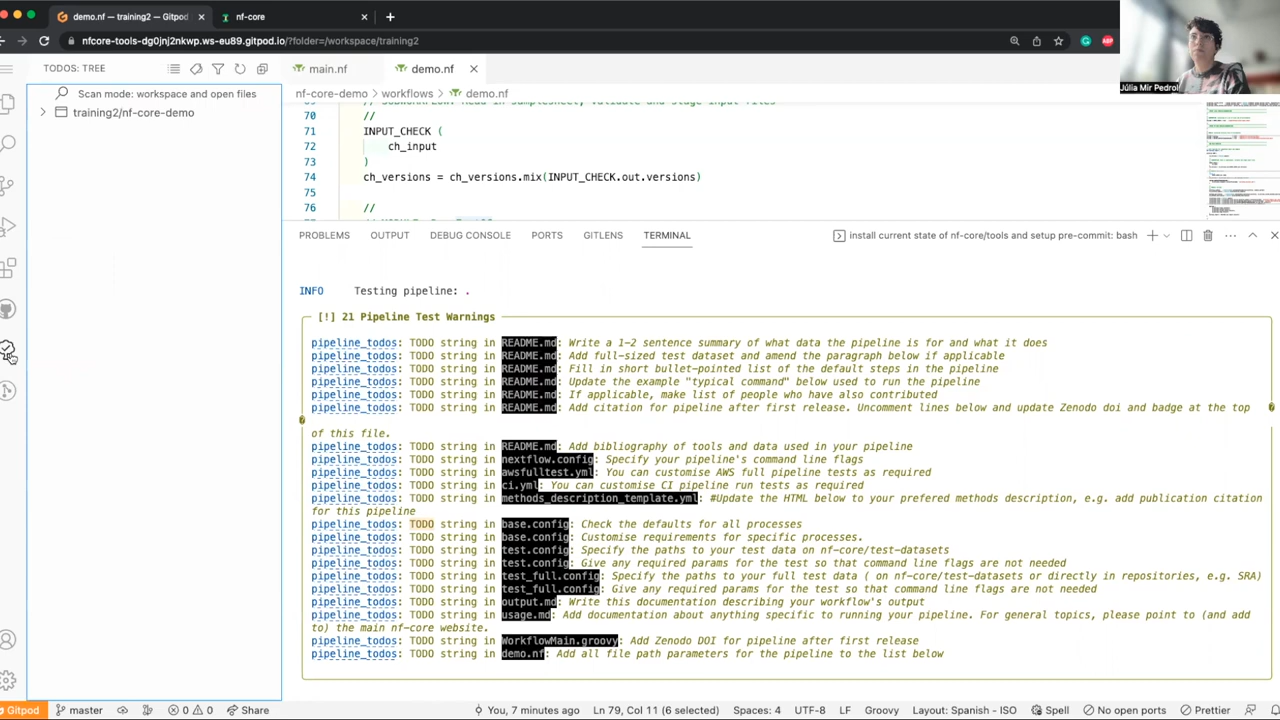 demo.nf — training2 — Gitpod
nf-core
nfcore-tools-dg0jnj2nkwp.ws-eu89.gitpod.io/?folder=/workspace/training2
ABP
Júlia Mir Pedrol
TODOS: TREE
main.nf
demo.nf
Scan mode: workspace and open files
training2/nf-core-demo
nf-core-demo > workflows > demo.nf
69 // SUBWORKFLOW: Read in samplesheet, validate and stage input files
70
71 INPUT_CHECK
72 ch_input
73
74 ch_versions = ch_versions.mix(INPUT_CHECK.out.versions)
75
76
PROBLEMS OUTPUT DEBUG CONSOLE PORTS GITLENS TERMINAL
install current state of nf-core/tools and setup pre-commit: bash
INFO Testing pipeline: .
[!] 21 Pipeline Test Warnings
pipeline_todos: TODO string in README.md: Write a 1-2 sentence summary of what data the pipeline is for and what it does
pipeline_todos: TODO string in README.md: Add full-sized test dataset and amend the paragraph below if applicable
pipeline_todos: TODO string in README.md: Fill in short bullet-pointed list of the default steps in the pipeline
pipeline_todos: TODO string in README.md: Update the example "typical command" below used to run the pipeline
pipeline_todos: TODO string in README.md: If applicable, make list of people who have also contributed
pipeline_todos: TODO string in README.md: Add citation for pipeline after first release. Uncomment lines below and update Zenodo doi and badge at the top
of this file.
pipeline_todos: TODO string in README.md: Add bibliography of tools and data used in your pipeline
pipeline_todos: TODO string in nextflow.config: Specify your pipeline's command line flags
pipeline_todos: TODO string in awsfulltest.yml: You can customise AWS full pipeline tests as required
pipeline_todos: TODO string in ci.yml: You can customise CI pipeline run tests as required
pipeline_todos: TODO string in methods_description_template.yml: #Update the HTML below to your prefered methods description, e.g. add publication citation
for this pipeline
pipeline_todos: TODO string in base.config: Check the defaults for all processes
pipeline_todos: TODO string in base.config: Customise requirements for specific processes.
pipeline_todos: TODO string in test.config: Specify the paths to your test data on nf-core/test-datasets
pipeline_todos: TODO string in test.config: Give any required params for the test so that command line flags are not needed
pipeline_todos: TODO string in test_full.config: Specify the paths to your full test data ( on nf-core/test-datasets or directly in repositories, e.g. SRA)
pipeline_todos: TODO string in test_full.config: Give any required params for the test so that command line flags are not needed
pipeline_todos: TODO string in output.md: Write this documentation describing your workflow's output
pipeline_todos: TODO string in usage.md: Add documentation about anything specific to running your pipeline. For general topics, please point to (and add
to) the main nf-core website.
pipeline_todos: TODO string in WorkflowMain.groovy: Add Zenodo DOI for pipeline after first release
pipeline_todos: TODO string in demo.nf: Add all file path parameters for the pipeline to the list below
Gitpod master 0 0 Share You, 7 minutes ago Ln 79, Col 11 (6 selected) Spaces: 4 UTF-8 LF Groovy Layout: Spanish - ISO Spell No open ports Prettier